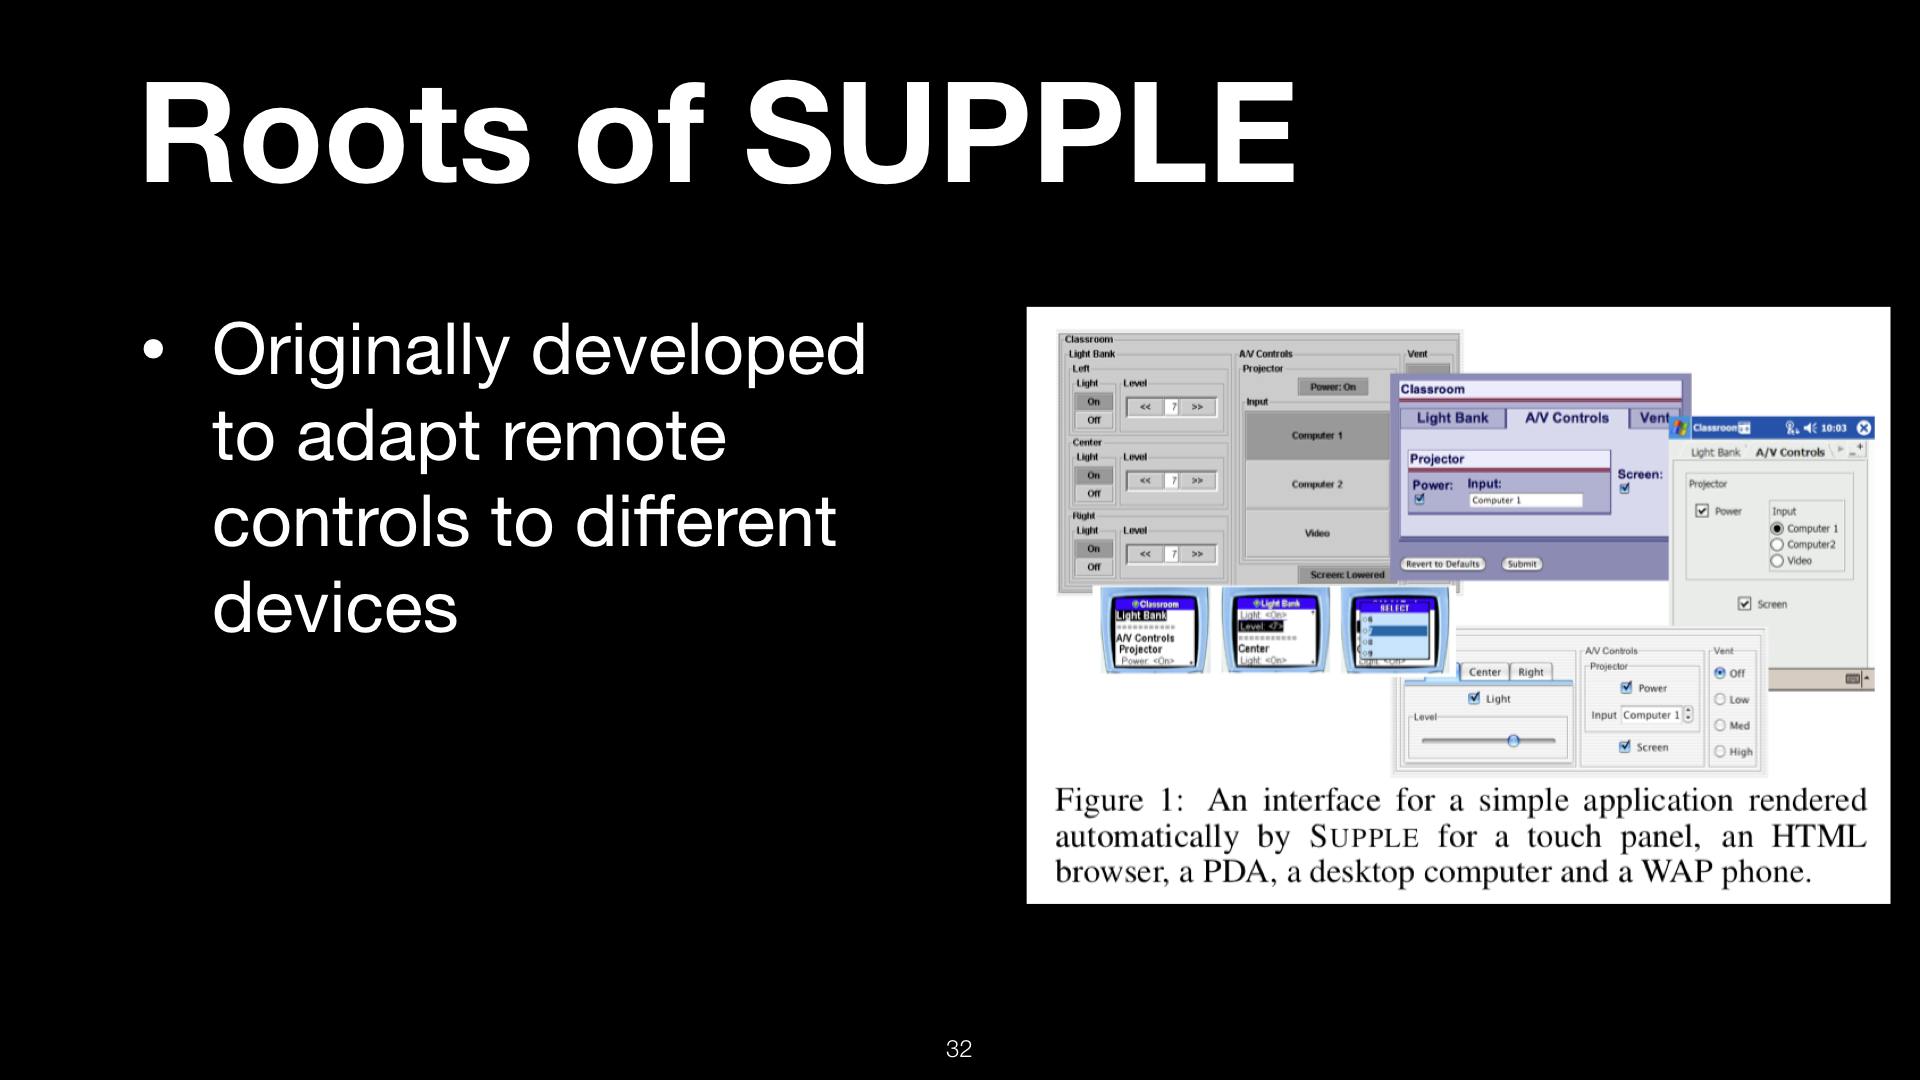 Roots of SUPPLE
• Originally developed
to adapt remote
controls to different
devices
Classroom
Light Bank
Left
Light
Level
On
Off
<< 7 >>
Center
Light
Level
On
Off
<< 7 >>
Right
Light
Level
On
Off
<< 7 >>
A/V Controls
Projector
Power: On
Input
Computer 1
Computer 2
Video
Screen: Lowered
Vent
Classroom
Light Bank
A/V Controls
Vent
Projector
Power:
Input:
Computer 1
Screen:
Revert to Defaults
Submit
Classroom
10:03
Light Bank
A/V Controls
Projector
Power
Input
Computer 1
Computer2
Video
Screen
Classroom
Light Bank
A/V Controls
Projector
Power: <On>
Light Bank
Light: <On>
Level: <7>
Center
Light: <On>
SELECT
6
7
8
9
Center
Right
Light
Level
A/V Controls
Projector
Power
Input Computer 1
Screen
Vent
Off
Low
Med
High
Figure 1: An interface for a simple application rendered
automatically by SUPPLE for a touch panel, an HTML
browser, a PDA, a desktop computer and a WAP phone.
32